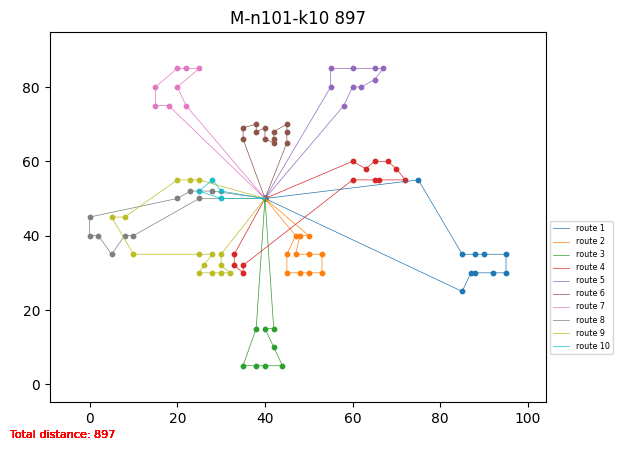 M-n101-k10 897
80
60
40
20
0
0 20 40 60 80 100
route 1
route 2
route 3
route 4
route 5
route 6
route 7
route 8
route 9
route 10
Total distance: 897